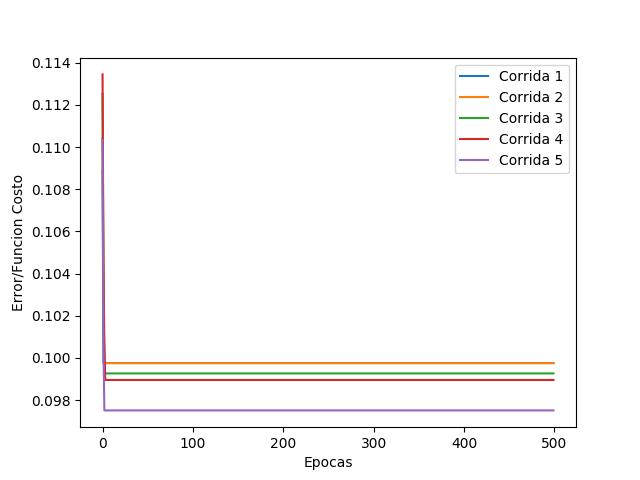 0.114
0.112
0.110
0.108
0.106
0.104
0.102
0.100
0.098
Error/Funcion Costo
Corrida 1
Corrida 2
Corrida 3
Corrida 4
Corrida 5
0 100 200 300 400 500
Epocas